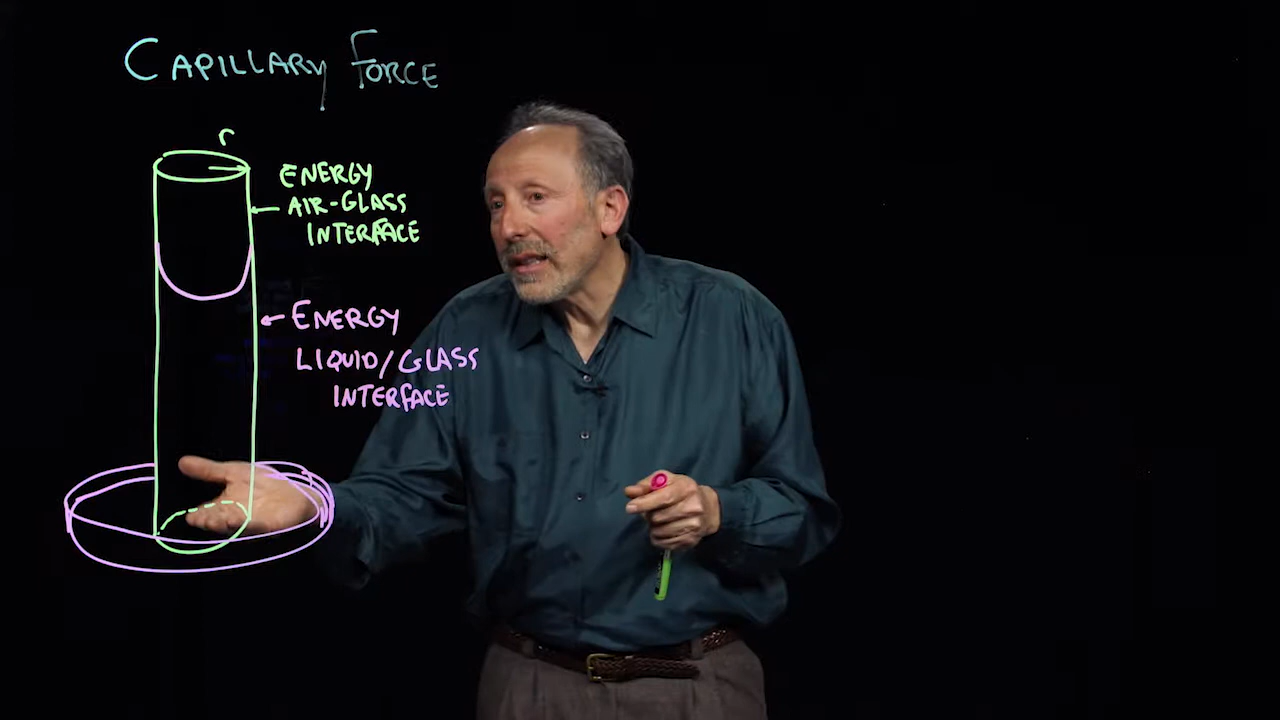 CAPILLARY FORCE
r
ENERGY
AIR-GLASS
INTERFACE
ENERGY
LIQUID/GLASS
INTERFACE